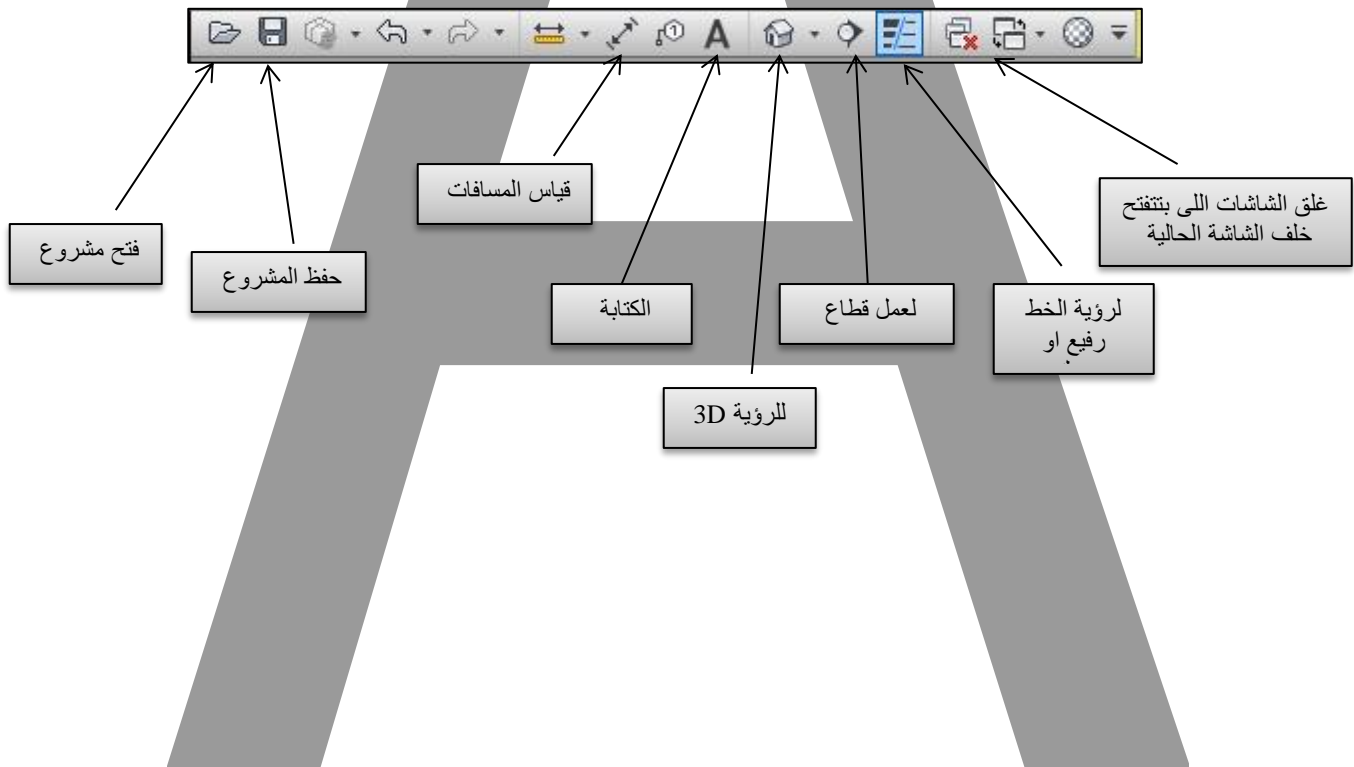 قياس المسافات
غلق الشاشات اللى بتتفتح
خلف الشاشة الحالية
فتح مشروع
حفظ المشروع
الكتابة
لعمل قطاع
لرؤية الخط
رفيع او
للرؤية 3D